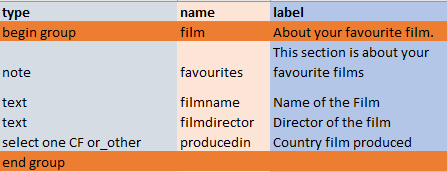 type name label
begin group film About your favourite film.
This section is about your
note favourites favourite films
text filmname Name of the Film
text filmdirector Director of the film
select one CF or_other producedin Country film produced
end group